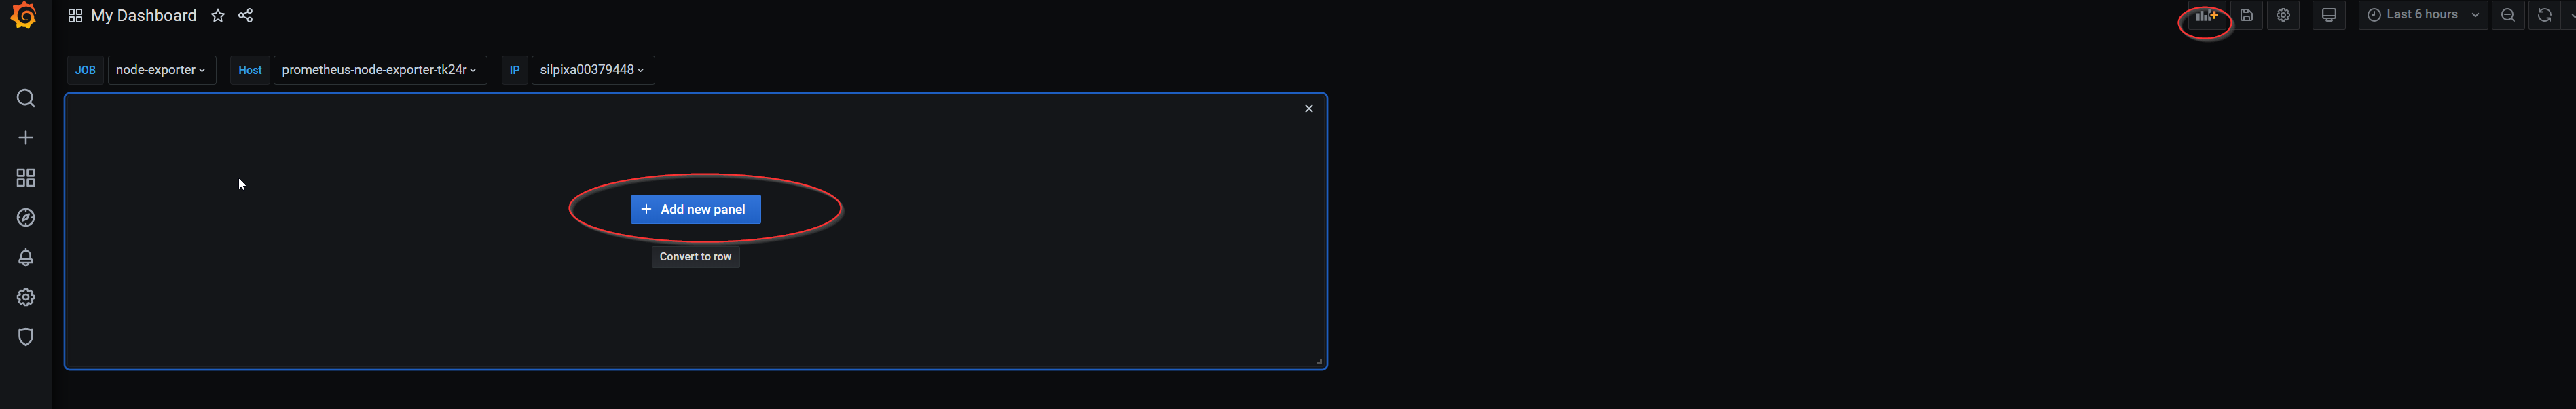 My Dashboard
Last 6 hours
JOB node-exporter Host prometheus-node-exporter-tk24r IP silpixa00379448
+ Add new panel
Convert to row